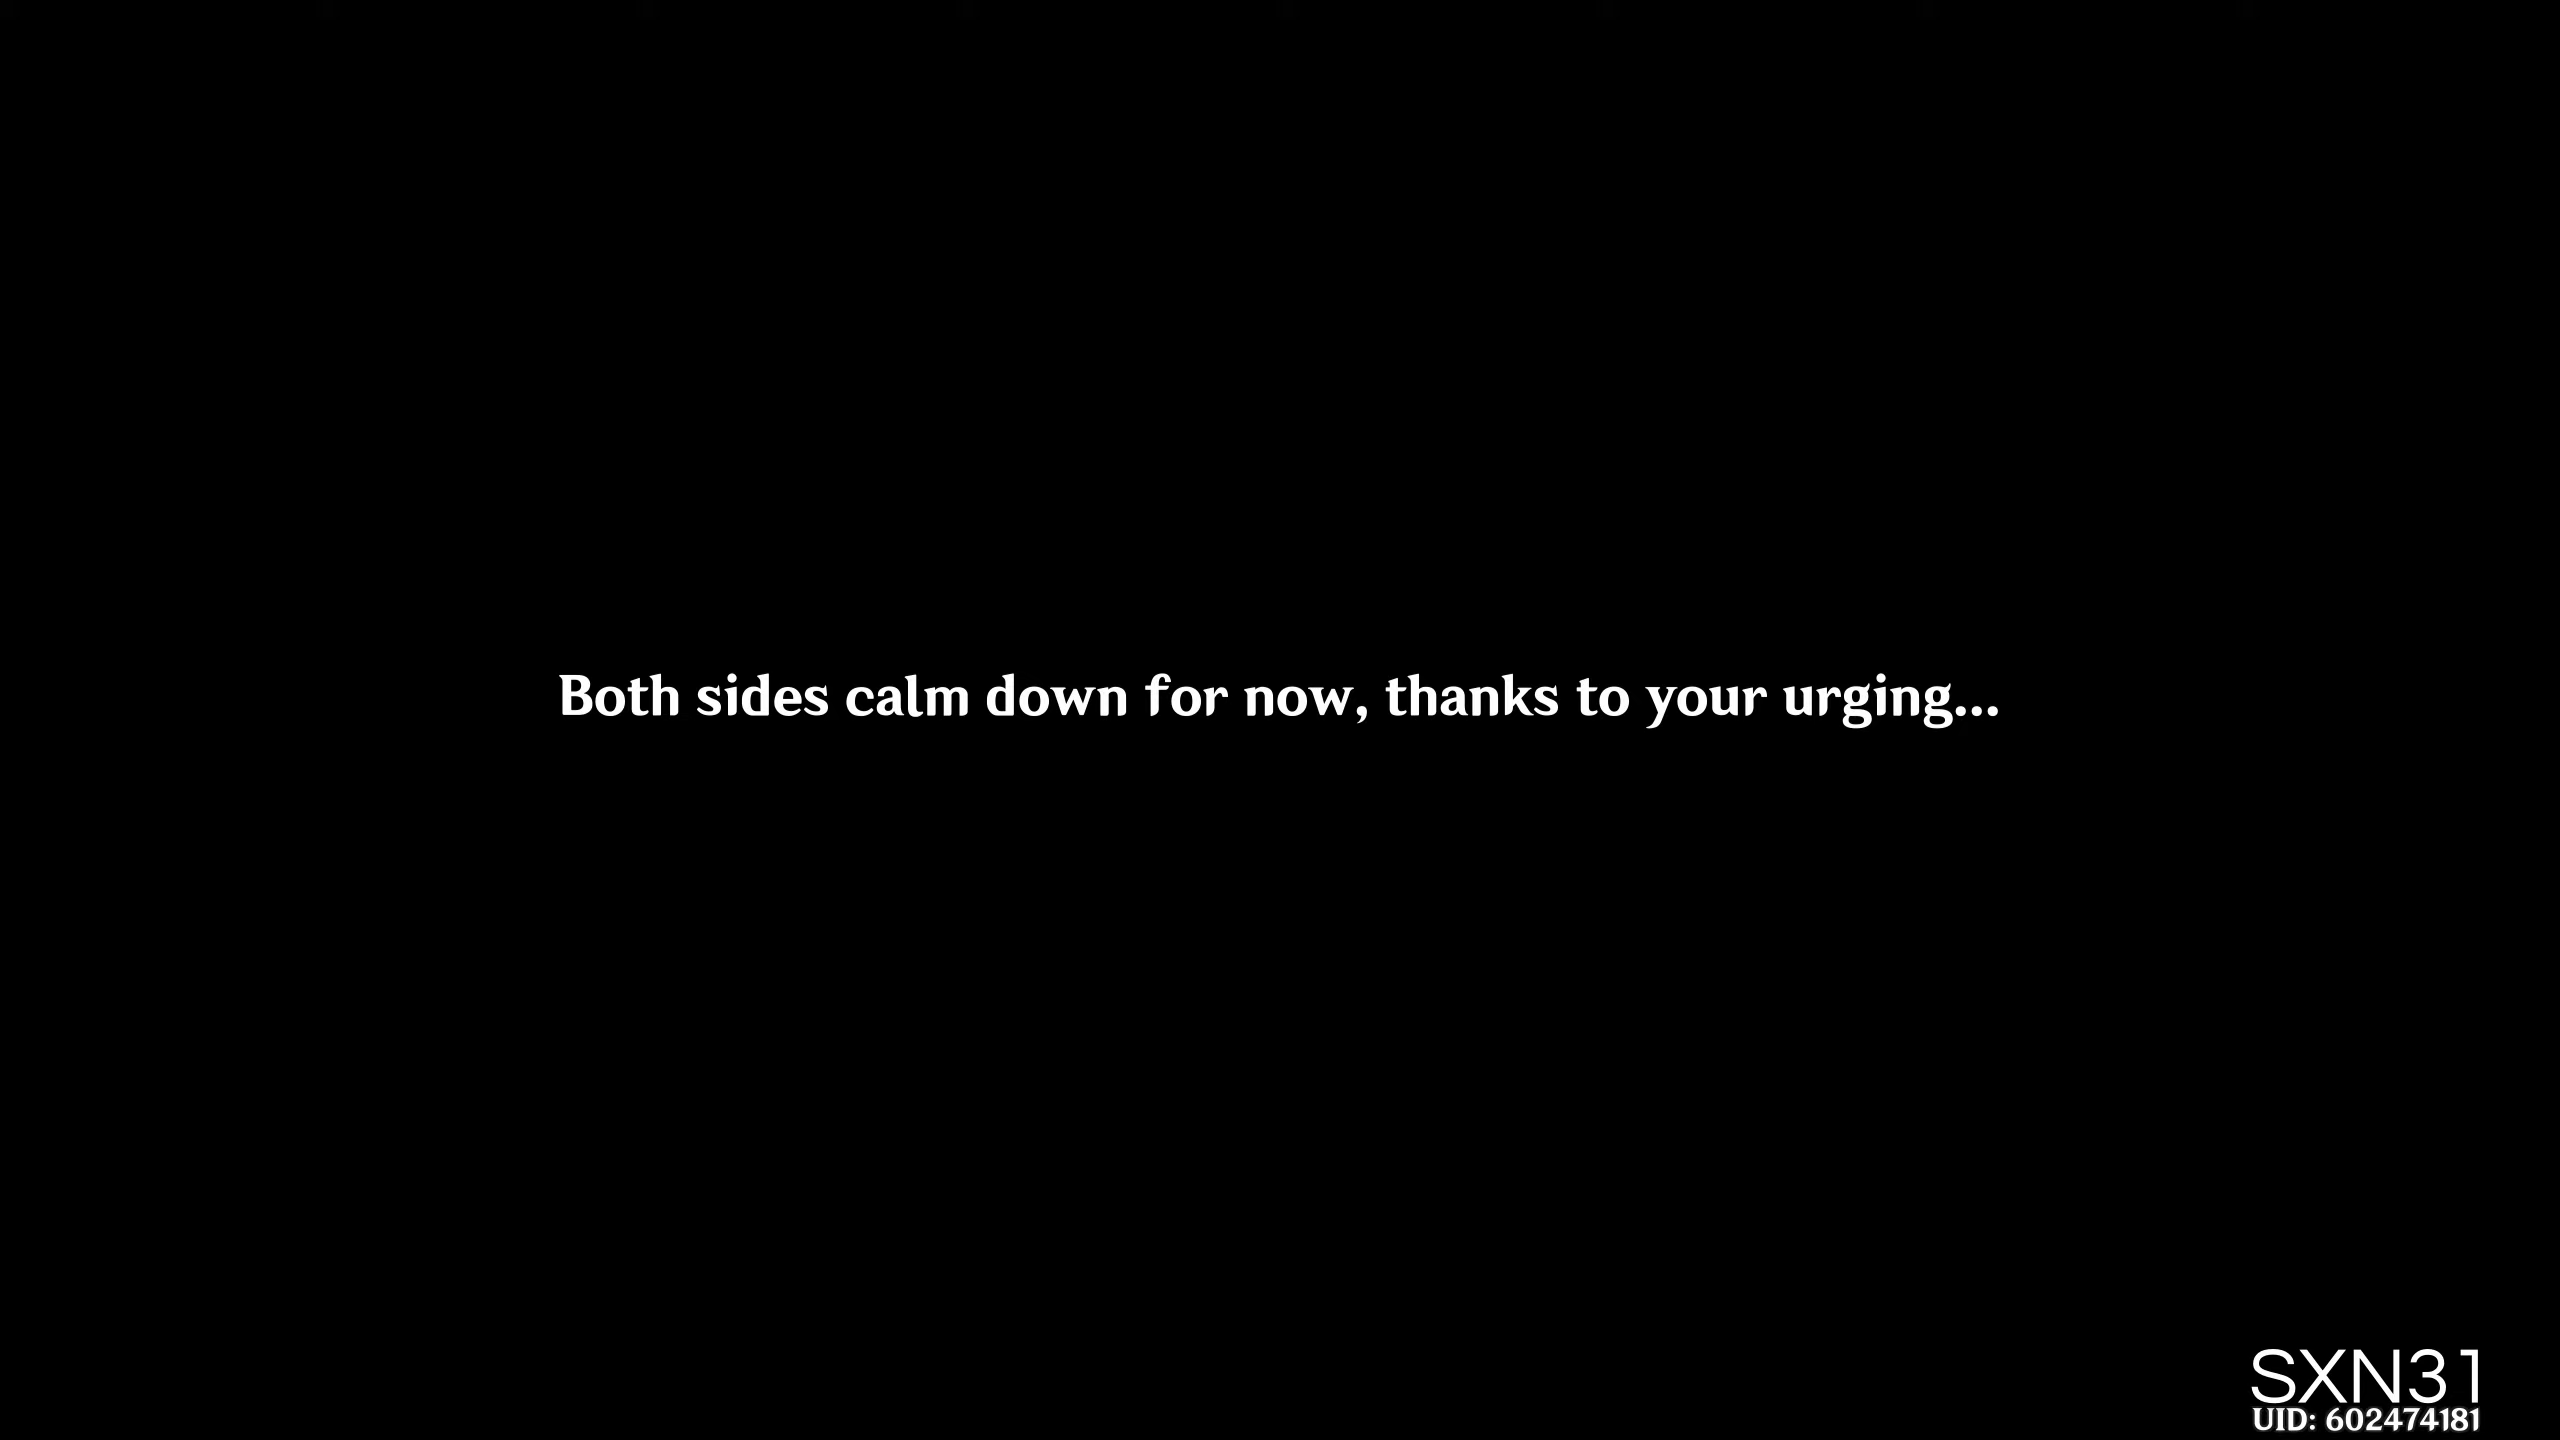 Both sides calm down for now, thanks to your urging...
SXN31
UID: 602474181